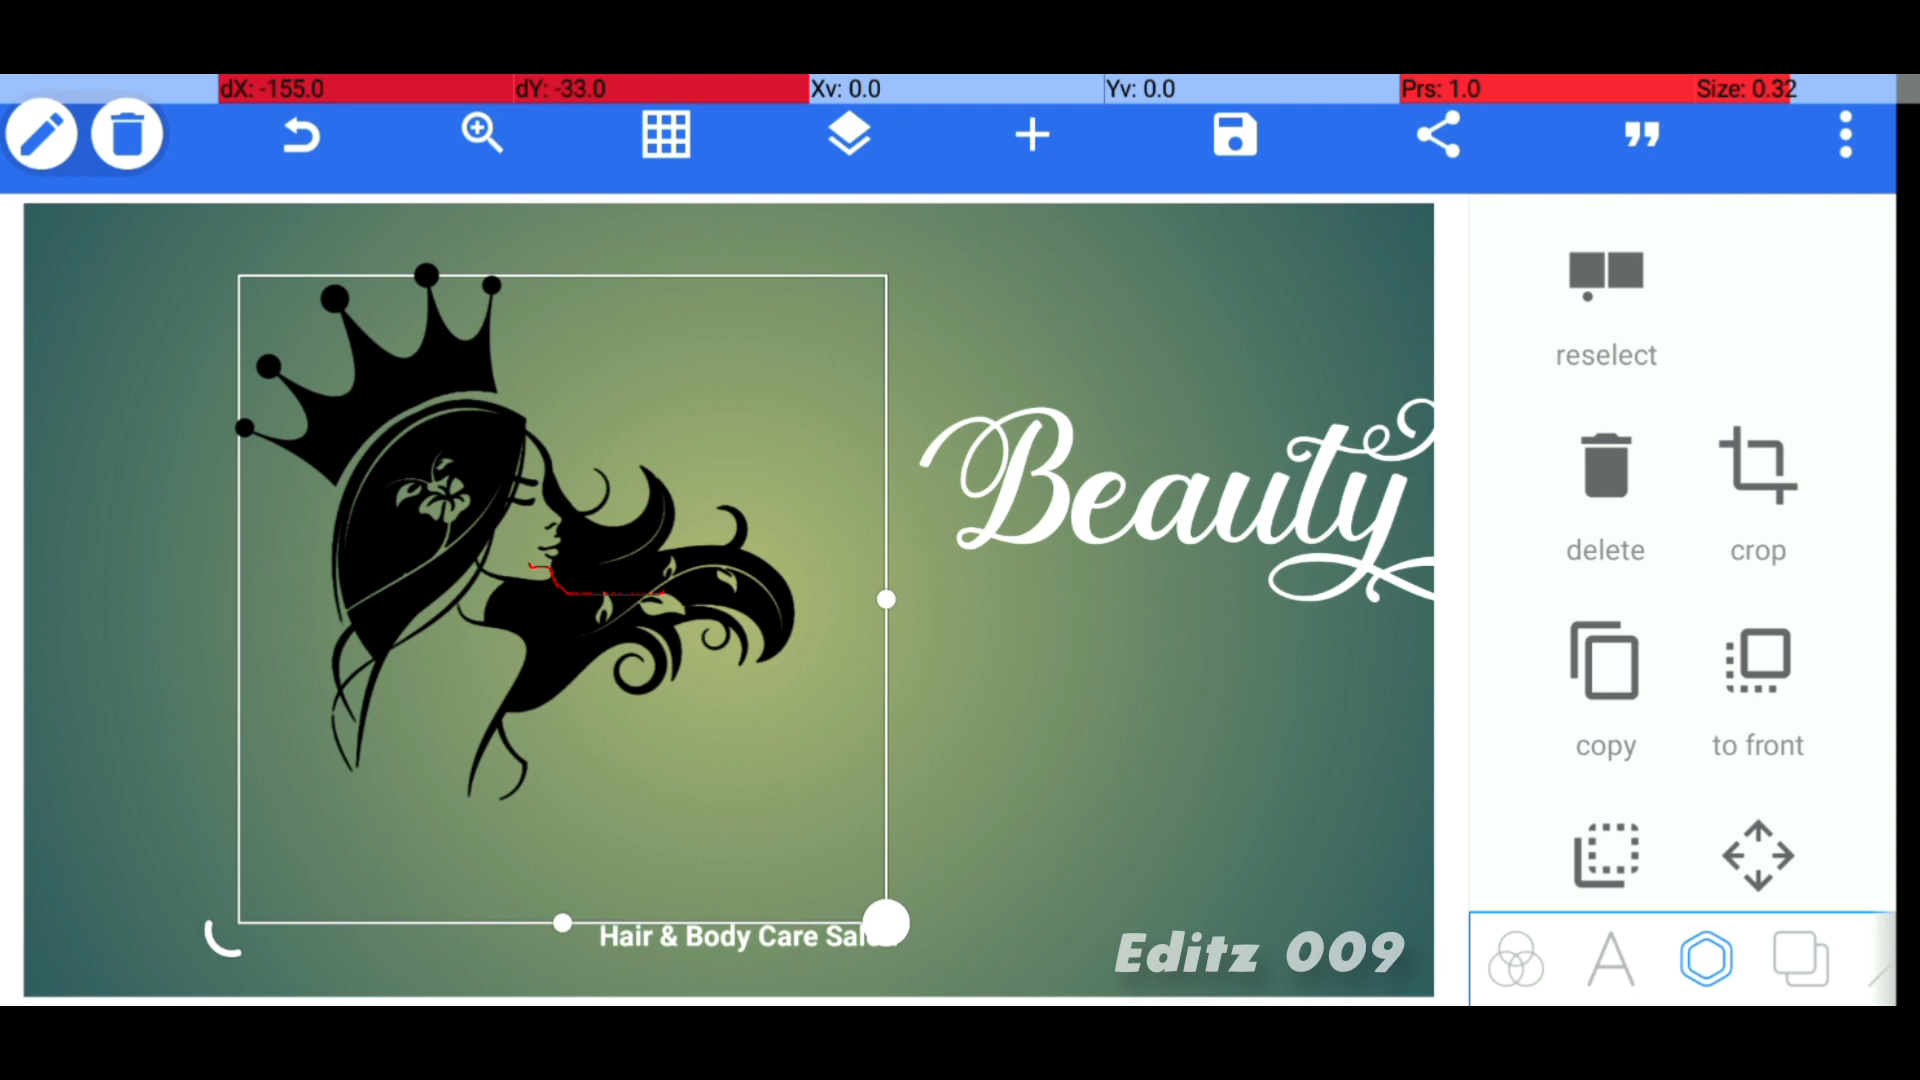 dX: -155.0 dY: -33.0 Xv: 0.0 Yv: 0.0 Prs: 1.0 Size: 0.32
reselect
Beauty
delete crop
copy to front
Hair & Body Care
Editz 009